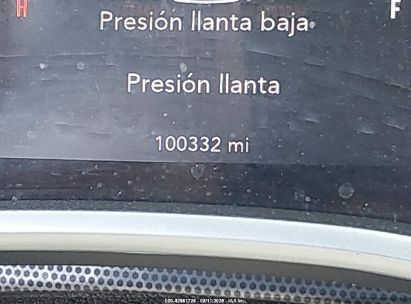 H
F
Presión llanta baja
Presión llanta
100332 mi